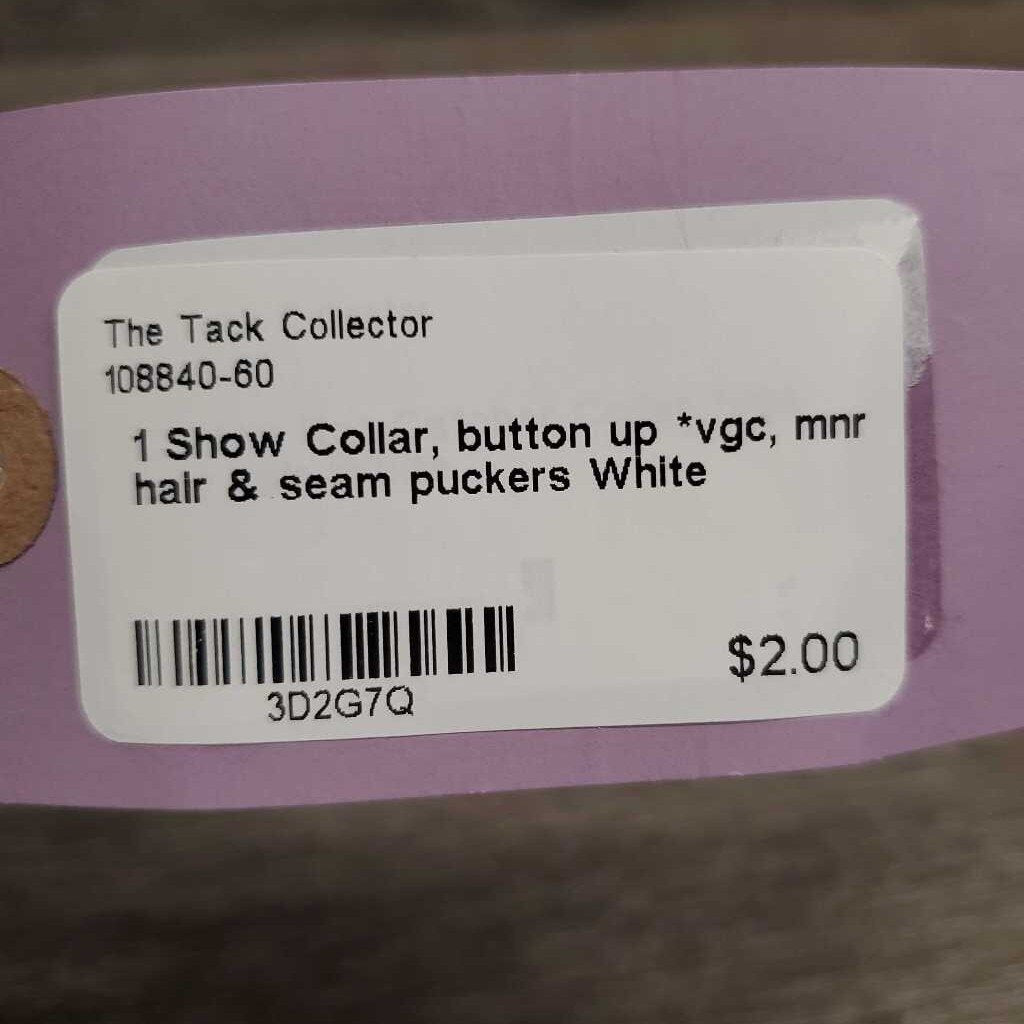 The Tack Collector
108840-60
1 Show Collar, button up *vgc, mnr
hair & seam puckers White
3D2G7Q
$2.00